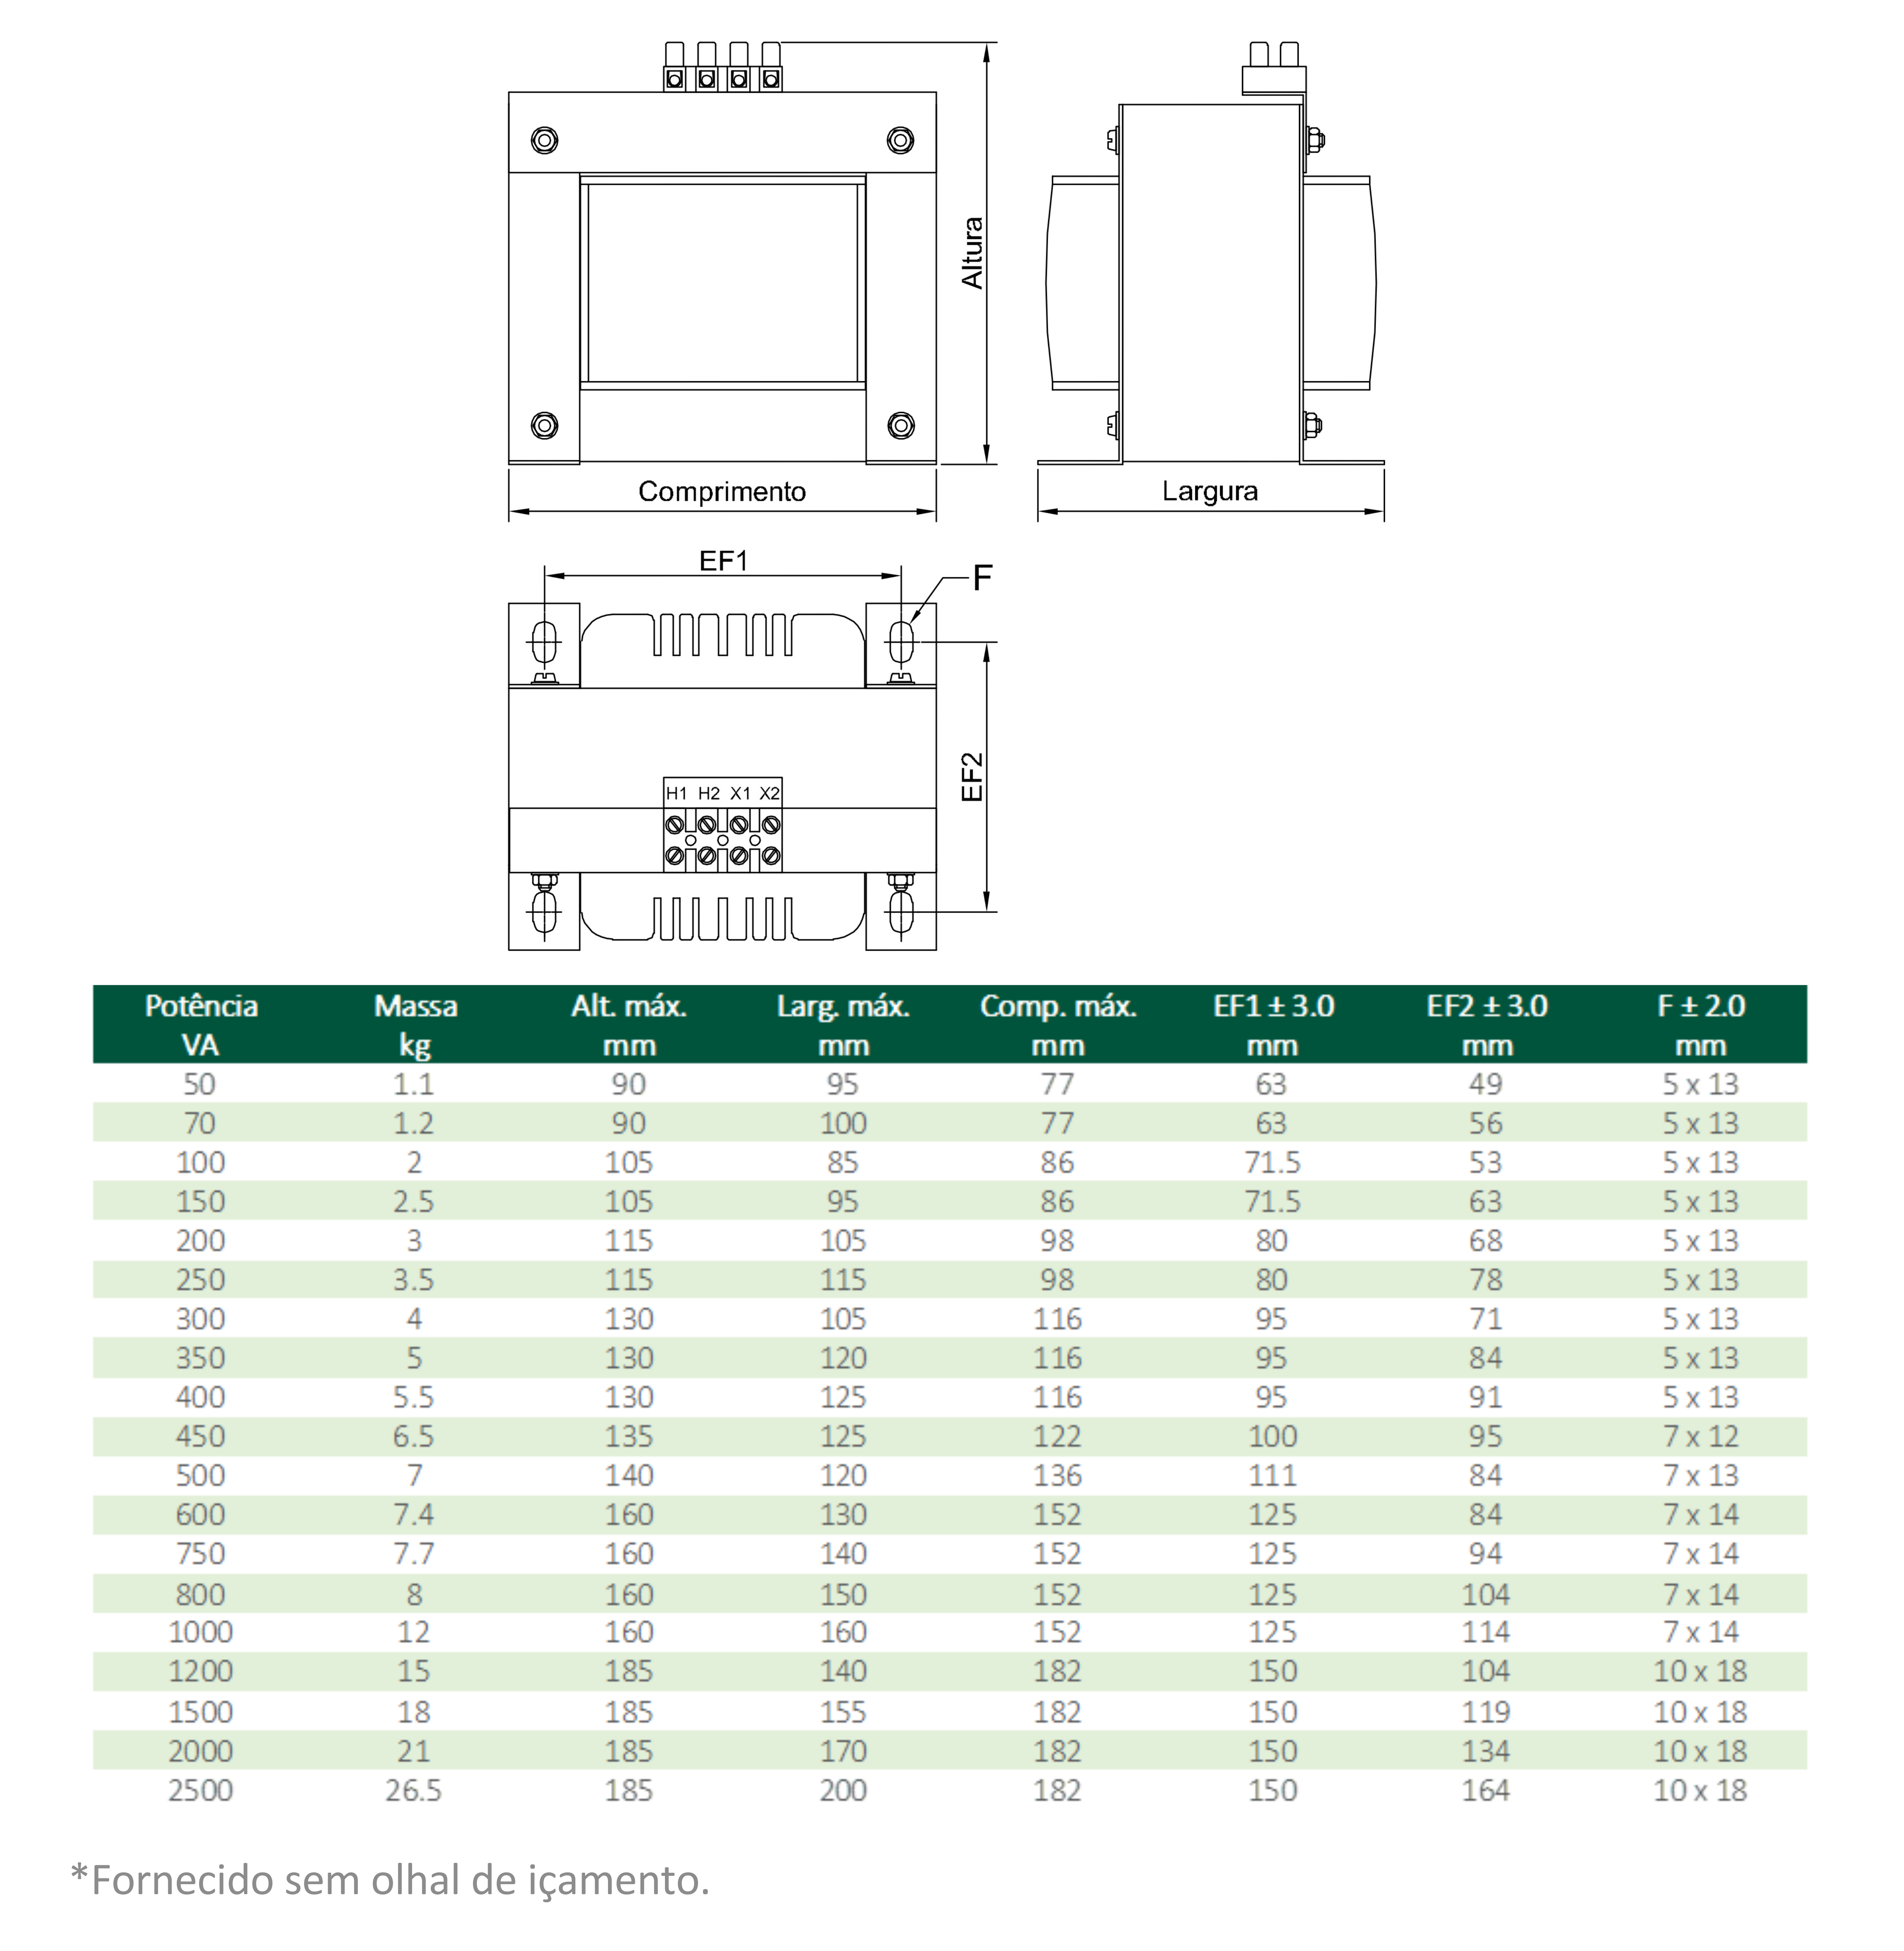 Altura
Comprimento
Largura
EF1
F
EF2
H1 H2 X1 X2
Potência Massa Alt. máx. Larg. máx. Comp. máx. EF1 ± 3.0 EF2 ± 3.0 F ± 2.0
VA kg mm mm mm mm mm mm
50 1.1 90 95 77 63 49 5 x 13
70 1.2 90 100 77 63 56 5 x 13
100 2 105 85 86 71.5 53 5 x 13
150 2.5 105 95 86 71.5 63 5 x 13
200 3 115 105 98 80 68 5 x 13
250 3.5 115 115 98 80 78 5 x 13
300 4 130 105 116 95 71 5 x 13
350 5 130 120 116 95 84 5 x 13
400 5.5 130 125 116 95 91 5 x 13
450 6.5 135 125 122 100 95 7 x 12
500 7 140 120 136 111 84 7 x 13
600 7.4 160 130 152 125 84 7 x 14
750 7.7 160 140 152 125 94 7 x 14
800 8 160 150 152 125 104 7 x 14
1000 12 160 160 152 125 114 7 x 14
1200 15 185 140 182 150 104 10 x 18
1500 18 185 155 182 150 119 10 x 18
2000 21 185 170 182 150 134 10 x 18
2500 26.5 185 200 182 150 164 10 x 18
*Fornecido sem olhal de içamento.